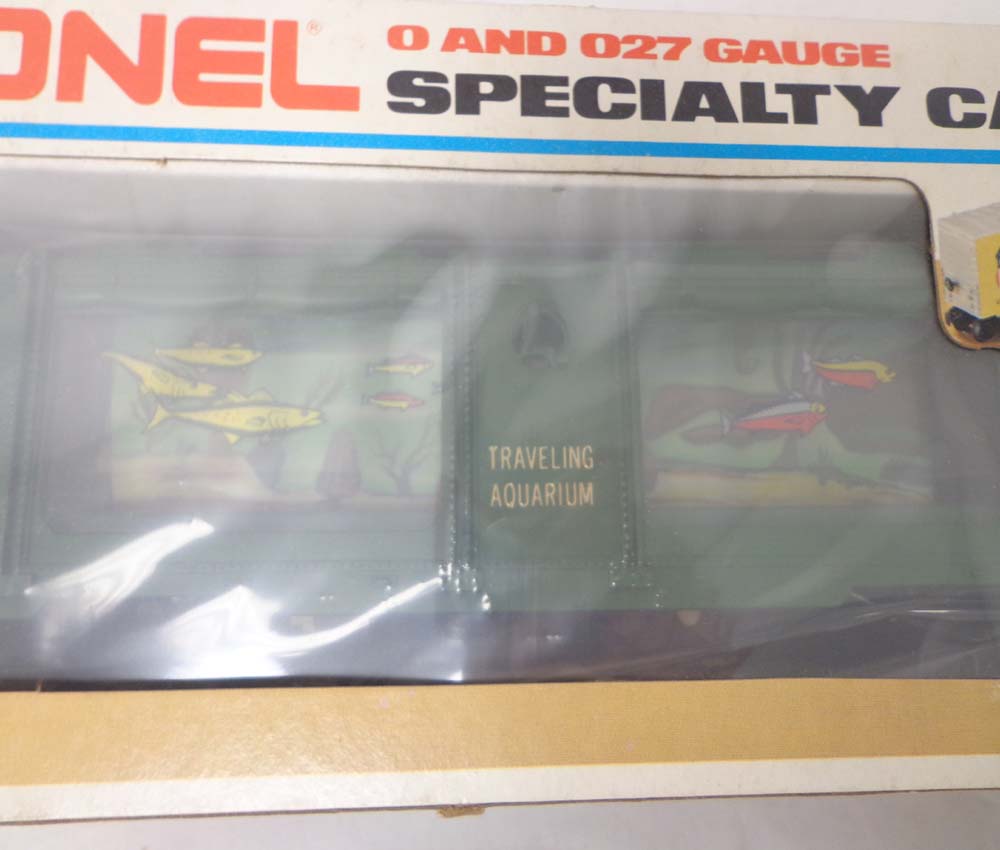 ONEL®
O AND O27 GAUGE
SPECIALTY CA
TRAVELING
AQUARIUM